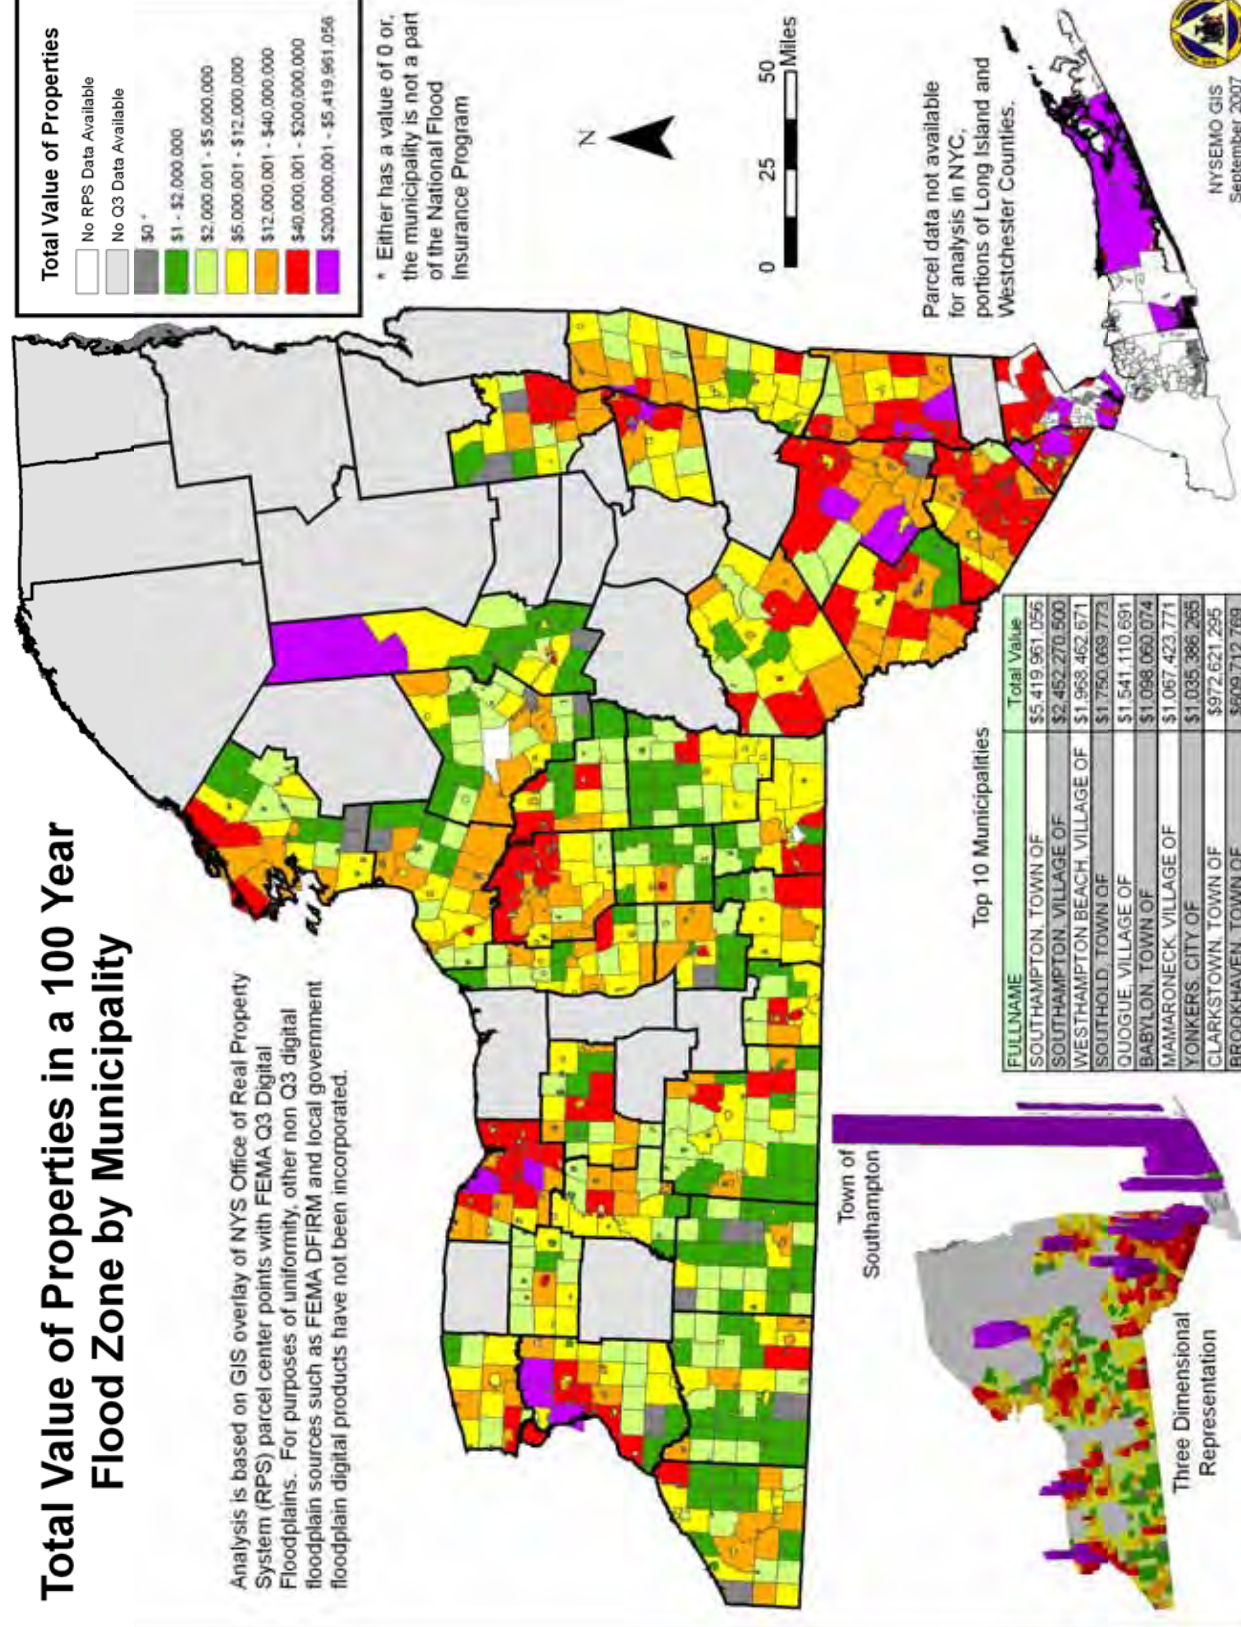 Total Value of Properties in a 100 Year
Flood Zone by Municipality
Analysis is based on GIS overlay of NYS Office of Real Property
System (RPS) parcel center points with FEMA Q3 Digital
Floodplains. For purposes of uniformity, other non Q3 digital
floodplain sources such as FEMA DFIRM and local government
floodplain digital products have not been incorporated.
Total Value of Properties
No RPS Data Available
No Q3 Data Available
$0 *
$1 - $2,000,000
$2,000,001 - $5,000,000
$5,000,001 - $12,000,000
$12,000,001 - $40,000,000
$40,000,001 - $200,000,000
$200,000,001 - $5,419,961,056
* Either has a value of 0 or,
the municipality is not a part
of the National Flood
Insurance Program
N
0 25 50
Miles
Parcel data not available
for analysis in NYC,
portions of Long Island and
Westchester Counties.
Town of
Southampton
Three Dimensional
Representation
Top 10 Municipalities
FULLNAME Total Value
SOUTHAMPTON, TOWN OF $5,419,961,056
SOUTHAMPTON, VILLAGE OF $2,452,270,500
WESTHAMPTON BEACH, VILLAGE OF $1,968,462,671
SOUTHOLD, TOWN OF $1,750,069,773
QUOGUE, VILLAGE OF $1,541,110,691
BABYLON, TOWN OF $1,098,060,074
MAMARONECK, VILLAGE OF $1,067,423,771
YONKERS, CITY OF $1,035,386,265
CLARKSTOWN, TOWN OF $972,621,295
BROOKHAVEN, TOWN OF $609,712,769
NYSEMO GIS
September 2007